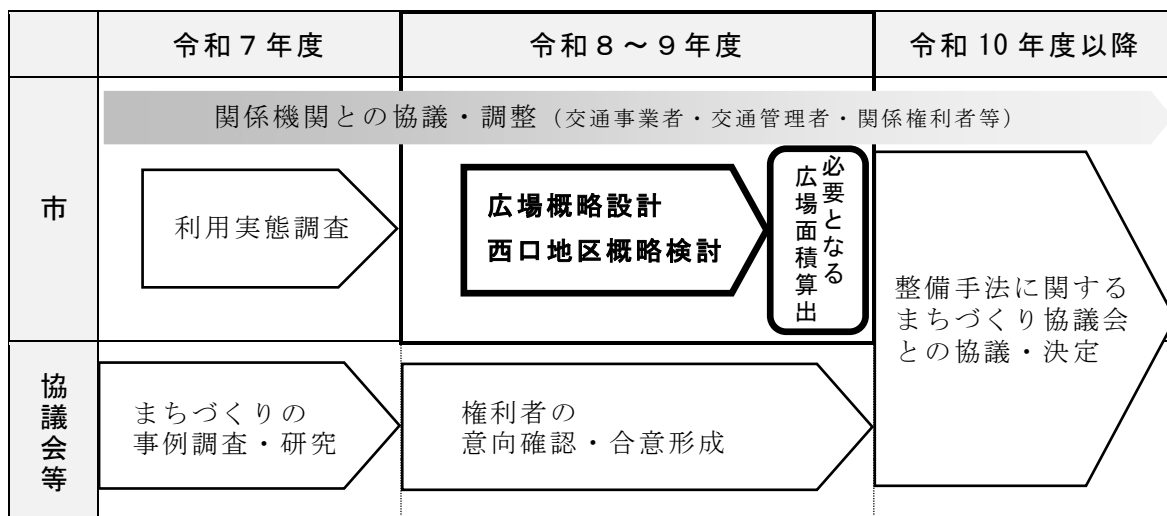 令和７年度
令和８～９年度
令和 10 年度以降
市
関係機関との協議・調整（交通事業者・交通管理者・関係権利者等）
利用実態調査
広場概略設計
西口地区概略検討
必要となる
広場面積算出
整備手法に関する
まちづくり協議会
との協議・決定
協議会等
まちづくりの
事例調査・研究
権利者の
意向確認・合意形成